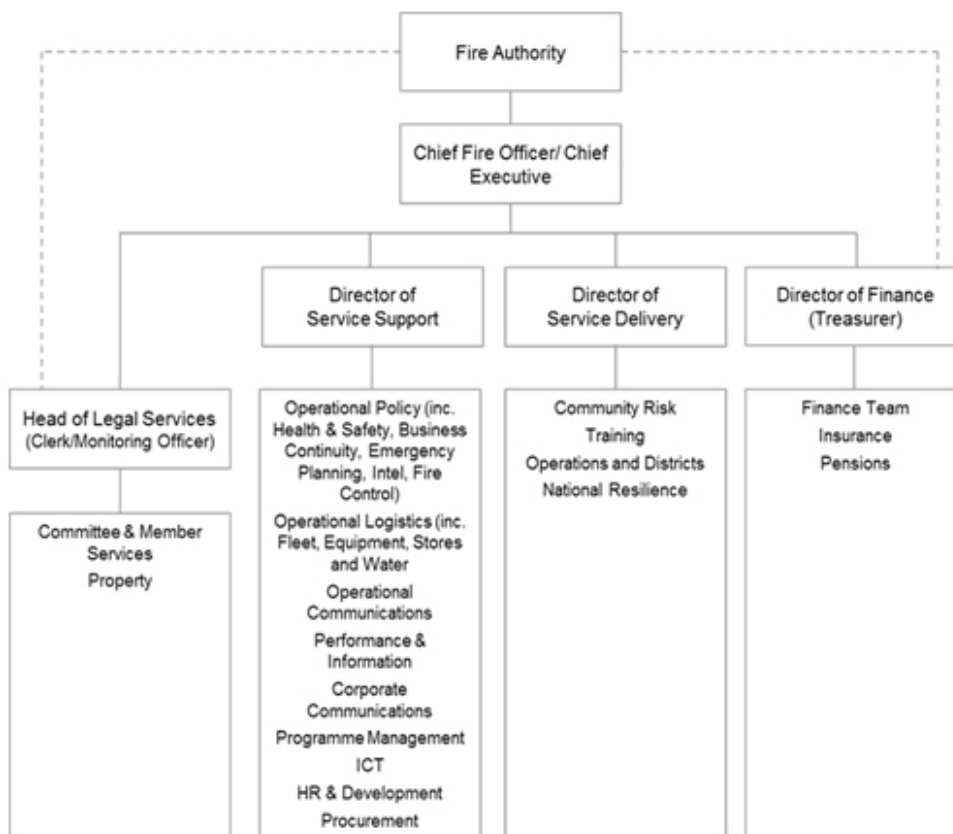 Fire Authority
Chief Fire Officer/ Chief
Executive
Director of
Service Support
Director of
Service Delivery
Director of Finance
(Treasurer)
Head of Legal Services
(Clerk/Monitoring Officer)
Committee & Member
Services
Property
Operational Policy (inc.
Health & Safety, Business
Continuity, Emergency
Planning, Intel, Fire
Control)
Operational Logistics (inc.
Fleet, Equipment, Stores
and Water
Operational
Communications
Performance &
Information
Corporate
Communications
Programme Management
ICT
HR & Development
Procurement
Community Risk
Training
Operations and Districts
National Resilience
Finance Team
Insurance
Pensions